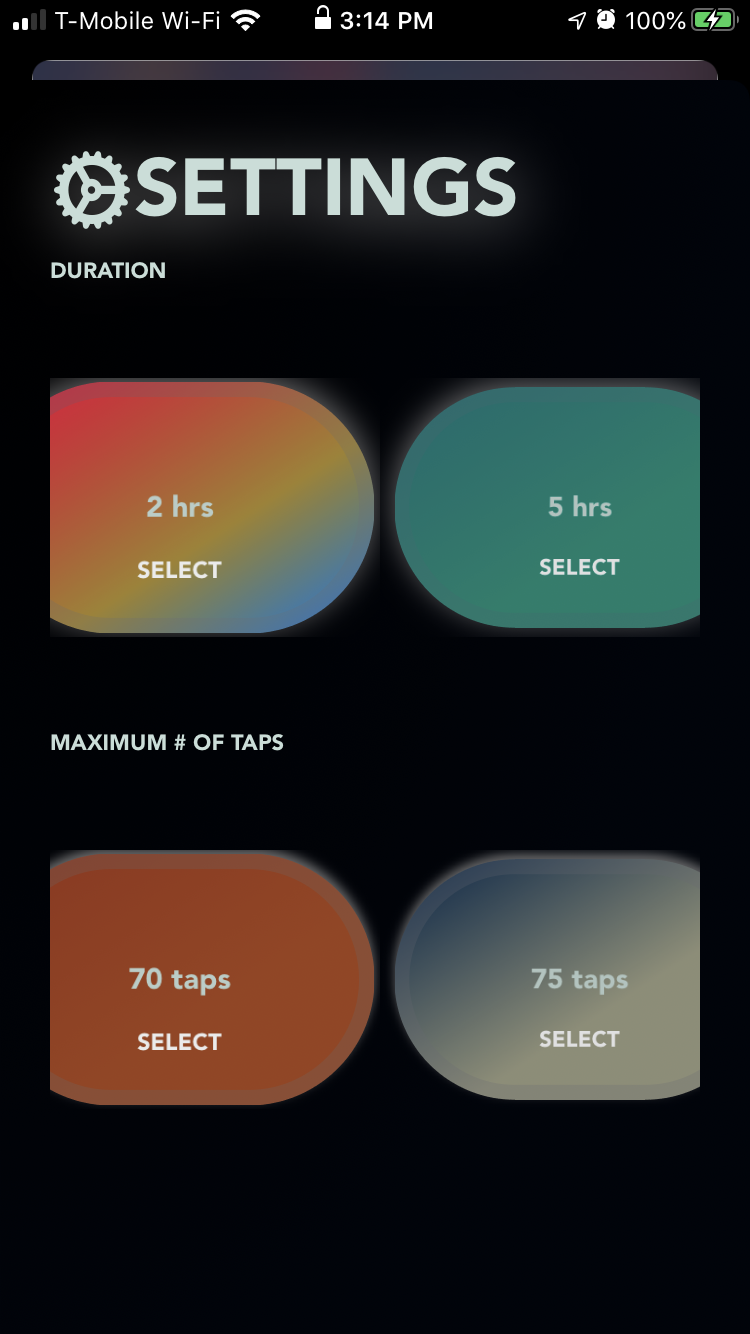 T-Mobile Wi-Fi 3:14 PM 100%
SETTINGS
DURATION
2 hrs 5 hrs
SELECT SELECT
MAXIMUM # OF TAPS
70 taps 75 taps
SELECT SELECT